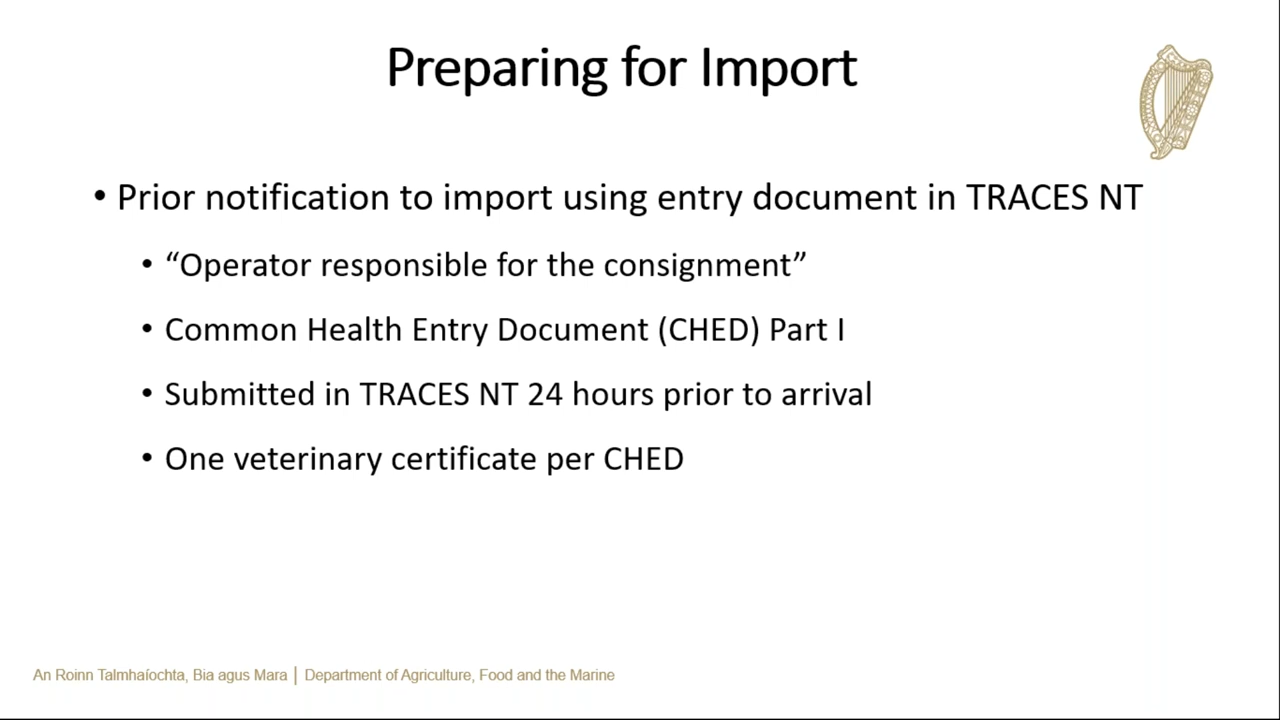 Preparing for Import
• Prior notification to import using entry document in TRACES NT
• “Operator responsible for the consignment”
• Common Health Entry Document (CHED) Part I
• Submitted in TRACES NT 24 hours prior to arrival
• One veterinary certificate per CHED
An Roinn Talmhaíochta, Bia agus Mara | Department of Agriculture, Food and the Marine